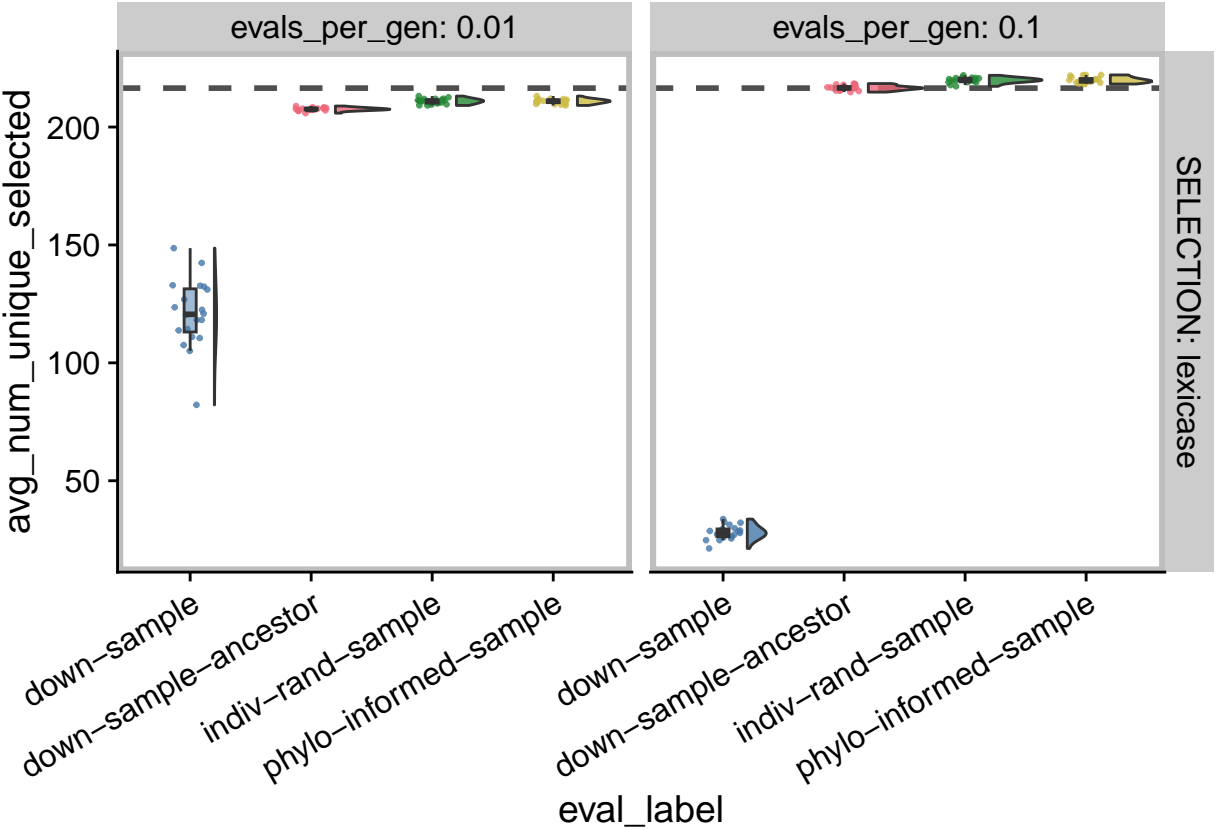 evals_per_gen: 0.01
evals_per_gen: 0.1
avg_num_unique_selected
200
150
100
50
SELECTION: lexicase
down−sample
down−sample−ancestor
indiv−rand−sample
phylo−informed−sample
down−sample
down−sample−ancestor
indiv−rand−sample
phylo−informed−sample
eval_label